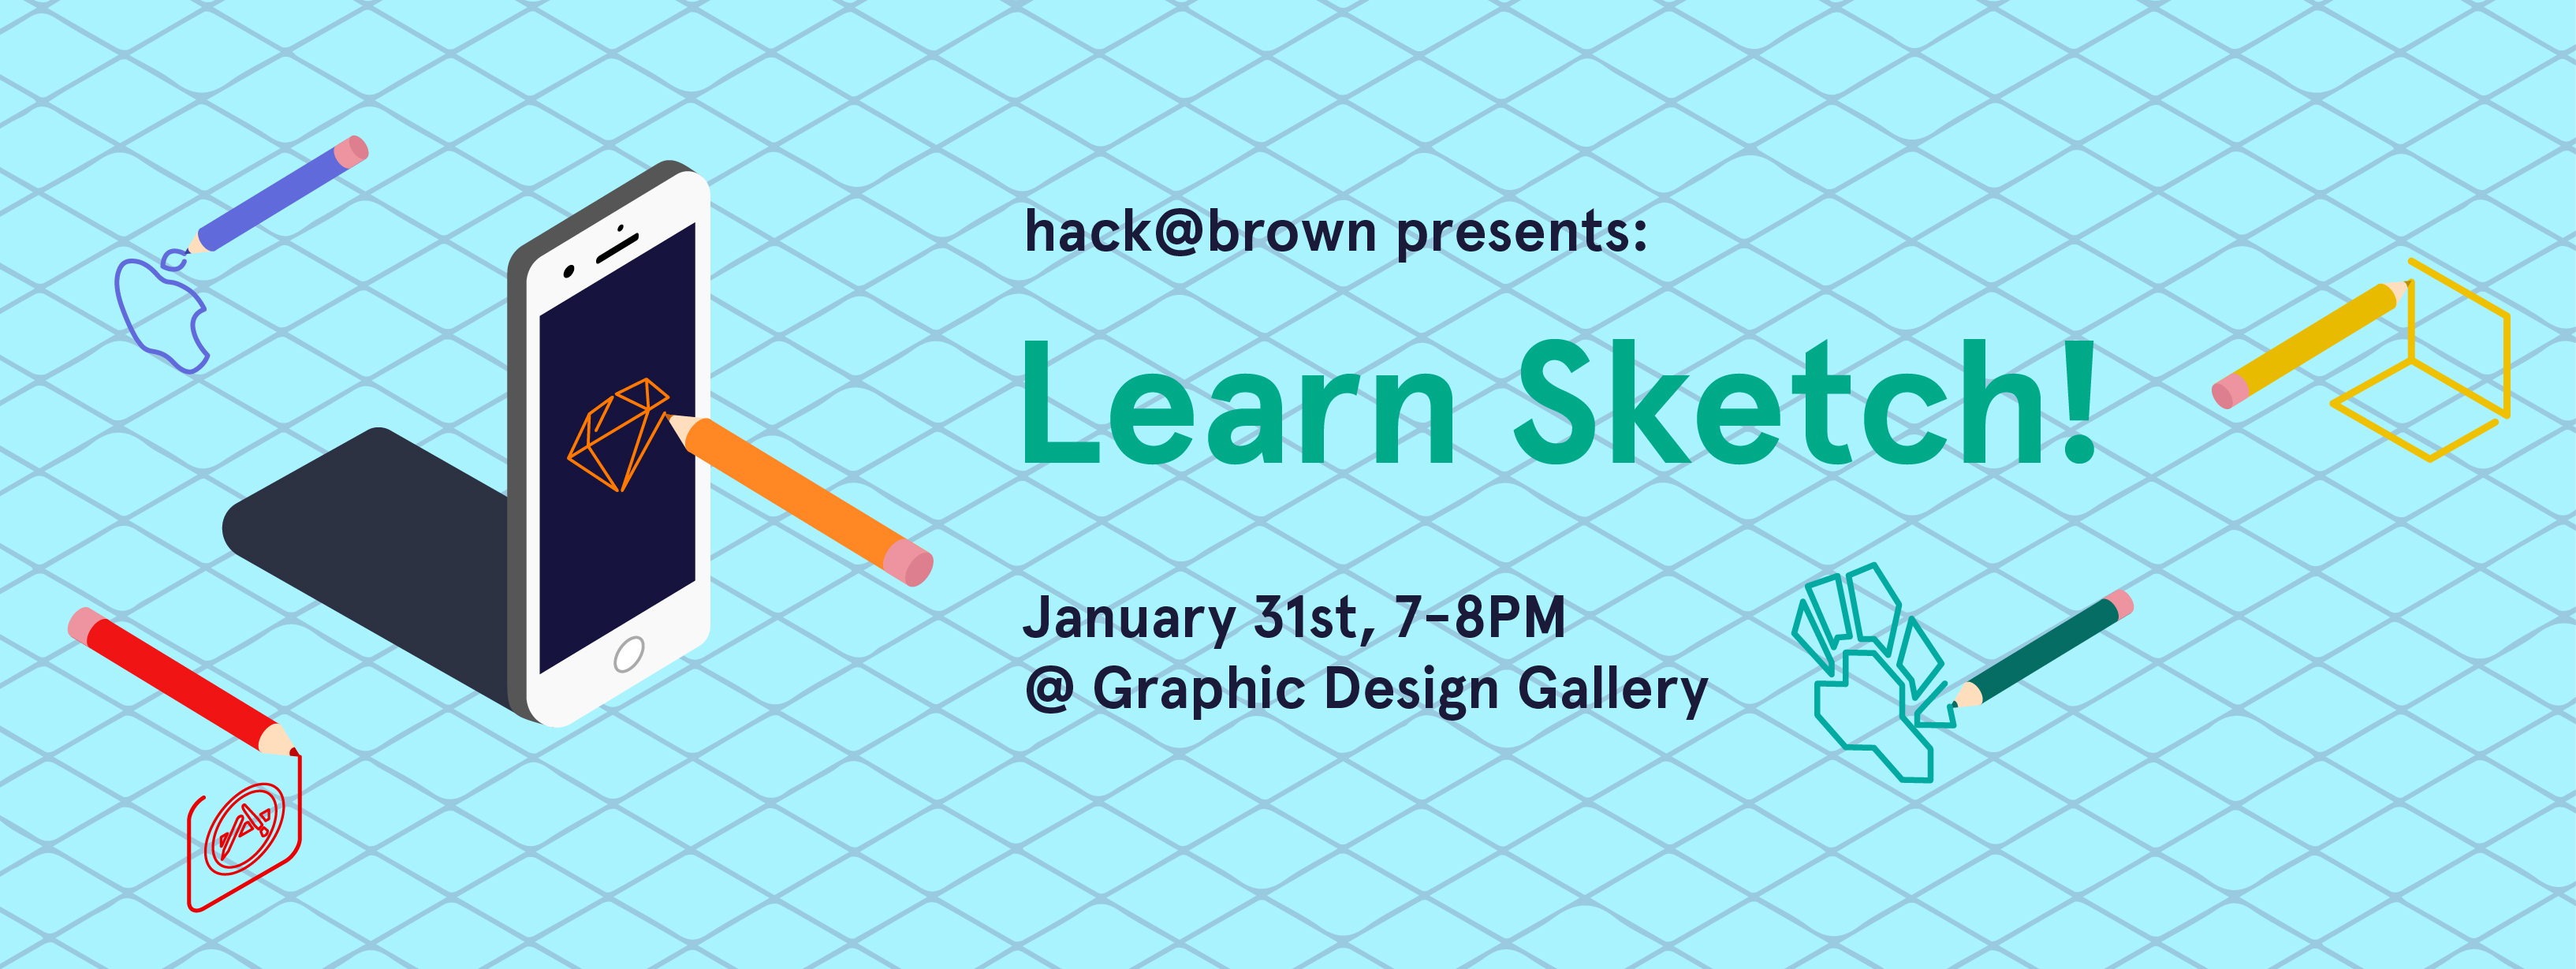 hack@brown presents:
Learn Sketch!
January 31st, 7-8PM
@ Graphic Design Gallery